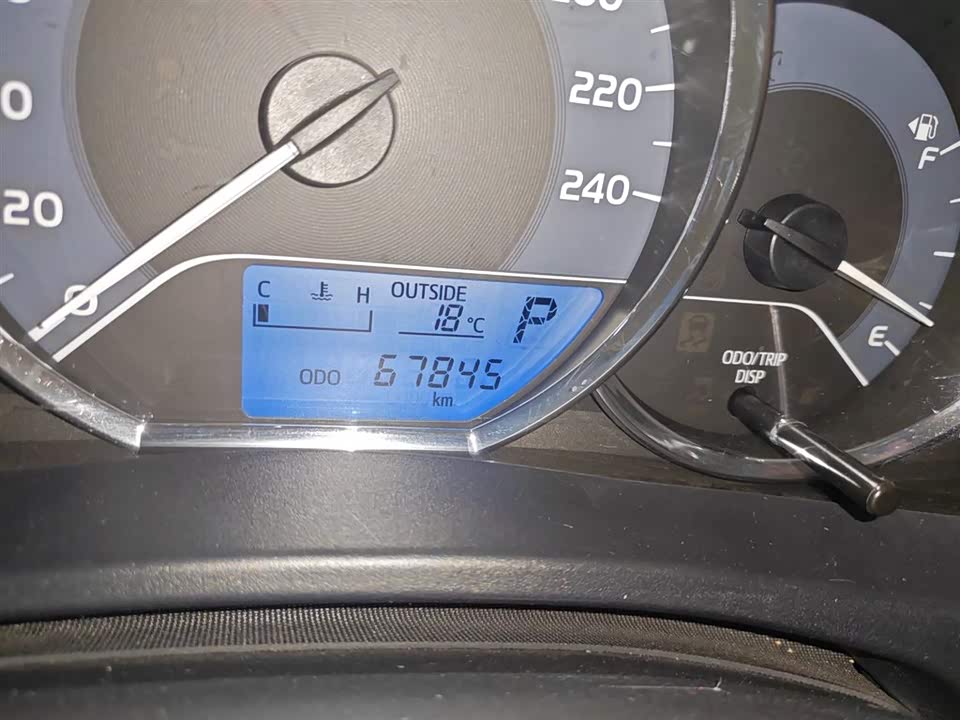 220
240
20
0
F
E
C H OUTSIDE
18°C
P
ODO 67845
km
ODO/TRIP
DISP